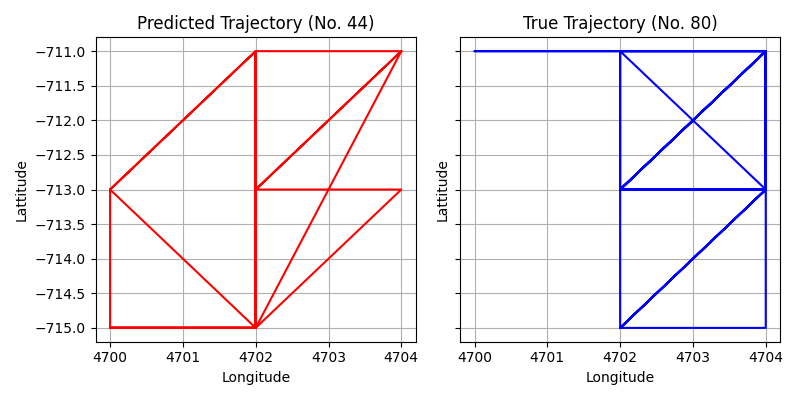 Predicted Trajectory (No. 44)
−711.0
−711.5
−712.0
−712.5
−713.0
−713.5
−714.0
−714.5
−715.0
Lattitude
4700 4701 4702 4703 4704
Longitude
True Trajectory (No. 80)
Lattitude
4700 4701 4702 4703 4704
Longitude